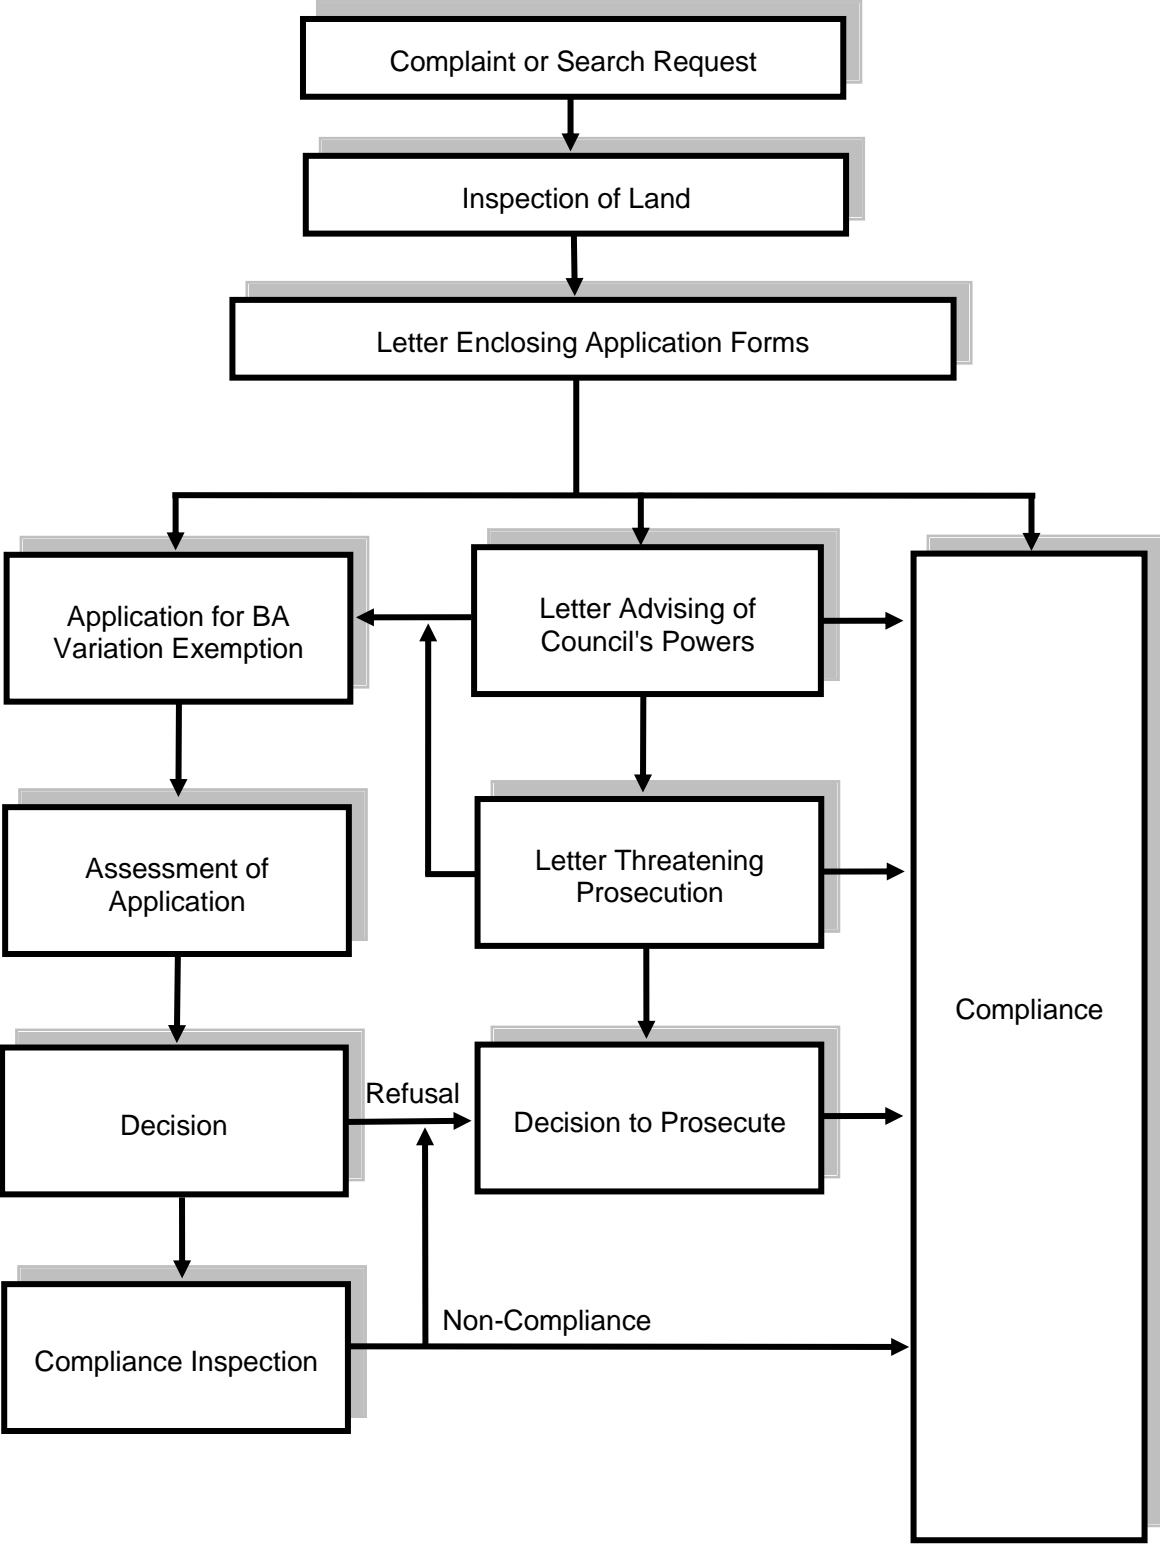 Complaint or Search Request
Inspection of Land
Letter Enclosing Application Forms
Application for BA
Variation Exemption
Letter Advising of
Council's Powers
Assessment of
Application
Letter Threatening
Prosecution
Compliance
Decision
Refusal
Decision to Prosecute
Compliance Inspection
Non-Compliance